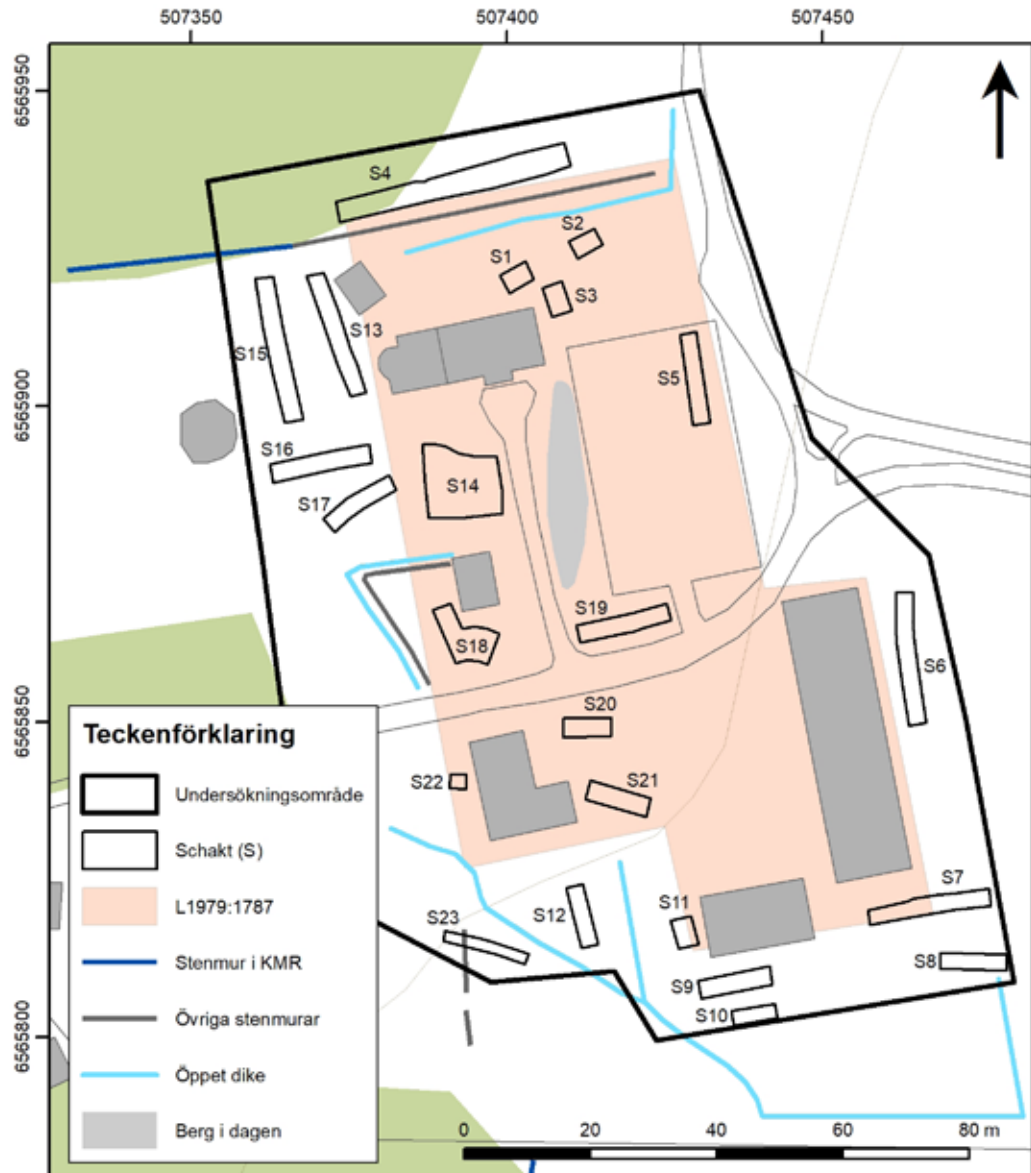 507350
507400
507450
6565950
6565900
6565850
6565800
S4
S2
S1
S3
S13
S15
S5
S16
S14
S17
S19
S18
S6
S20
S22
S21
S7
S11
S12
S23
S8
S9
S10
Teckenförklaring
Undersökningsområde
Schakt (S)
L1979:1787
Stenmur i KMR
Övriga stenmurar
Öppet dike
Berg i dagen
0 20 40 60 80 m